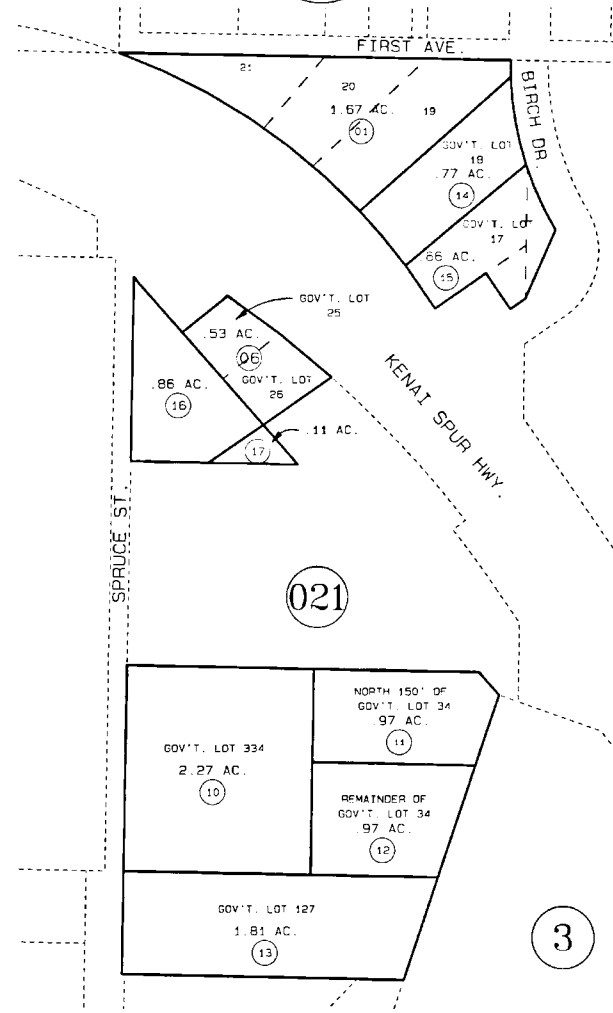 FIRST AVE.
21
20
1.67 AC.
19
01
BIRCH DR.
GOV'T. LOT
18
.77 AC.
14
GOV'T. LO
17
.86 AC.
15
GOV'T. LOT
25
.53 AC.
06
GOV'T. LOT
26
.86 AC.
16
.11 AC.
17
KENAI SPUR HWY.
SPRUCE ST.
021
NORTH 150' OF
GOV'T. LOT 34
.97 AC.
11
GOV'T. LOT 334
2.27 AC.
10
REMAINDER OF
GOV'T. LOT 34
.97 AC.
12
GOV'T. LOT 127
1.81 AC.
13
3